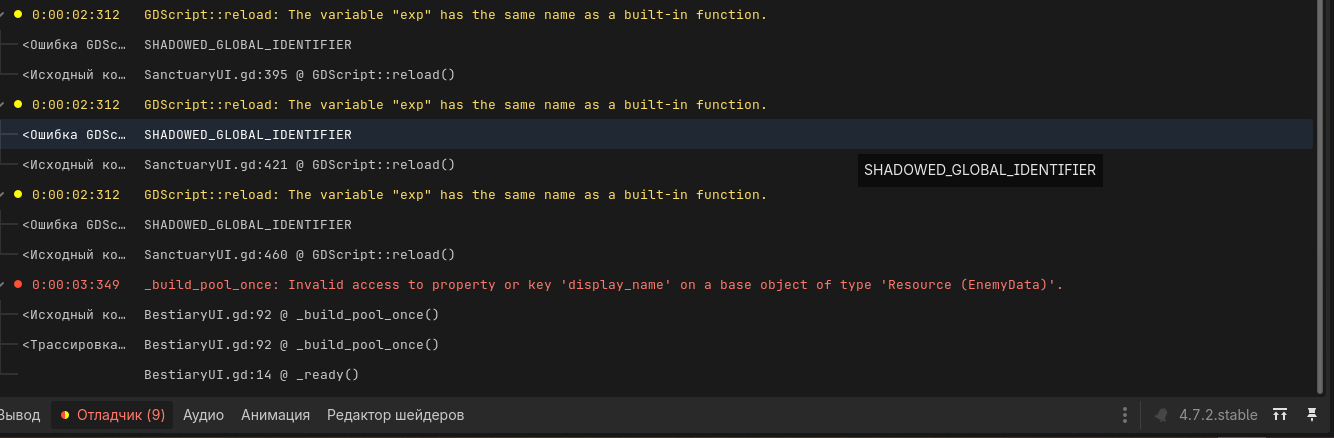 0:00:02:312 GDScript::reload: The variable "exp" has the same name as a built-in function.
<Ошибка GDSc… SHADOWED_GLOBAL_IDENTIFIER
<Исходный ко… SanctuaryUI.gd:395 @ GDScript::reload()
0:00:02:312 GDScript::reload: The variable "exp" has the same name as a built-in function.
<Ошибка GDSc… SHADOWED_GLOBAL_IDENTIFIER
<Исходный ко… SanctuaryUI.gd:421 @ GDScript::reload()
SHADOWED_GLOBAL_IDENTIFIER
0:00:02:312 GDScript::reload: The variable "exp" has the same name as a built-in function.
<Ошибка GDSc… SHADOWED_GLOBAL_IDENTIFIER
<Исходный ко… SanctuaryUI.gd:460 @ GDScript::reload()
0:00:03:349 _build_pool_once: Invalid access to property or key 'display_name' on a base object of type 'Resource (EnemyData)'.
<Исходный ко… BestiaryUI.gd:92 @ _build_pool_once()
<Трассировка… BestiaryUI.gd:92 @ _build_pool_once()
BestiaryUI.gd:14 @ _ready()
Вывод Отладчик (9) Аудио Анимация Редактор шейдеров 4.7.2.stable